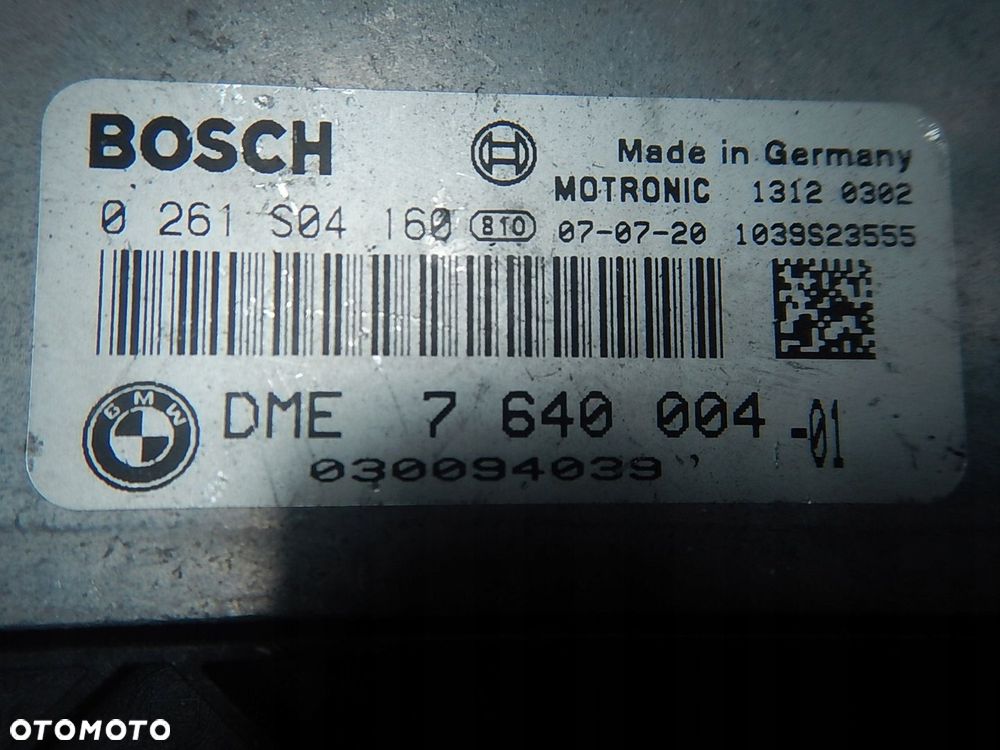 BOSCH
Made in Germany
MOTRONIC 1312 0302
0 261 S04 160 810 07-07-20 1039S23555
BMW
DME 7 640 004 -01
030094039
OTOMOTO